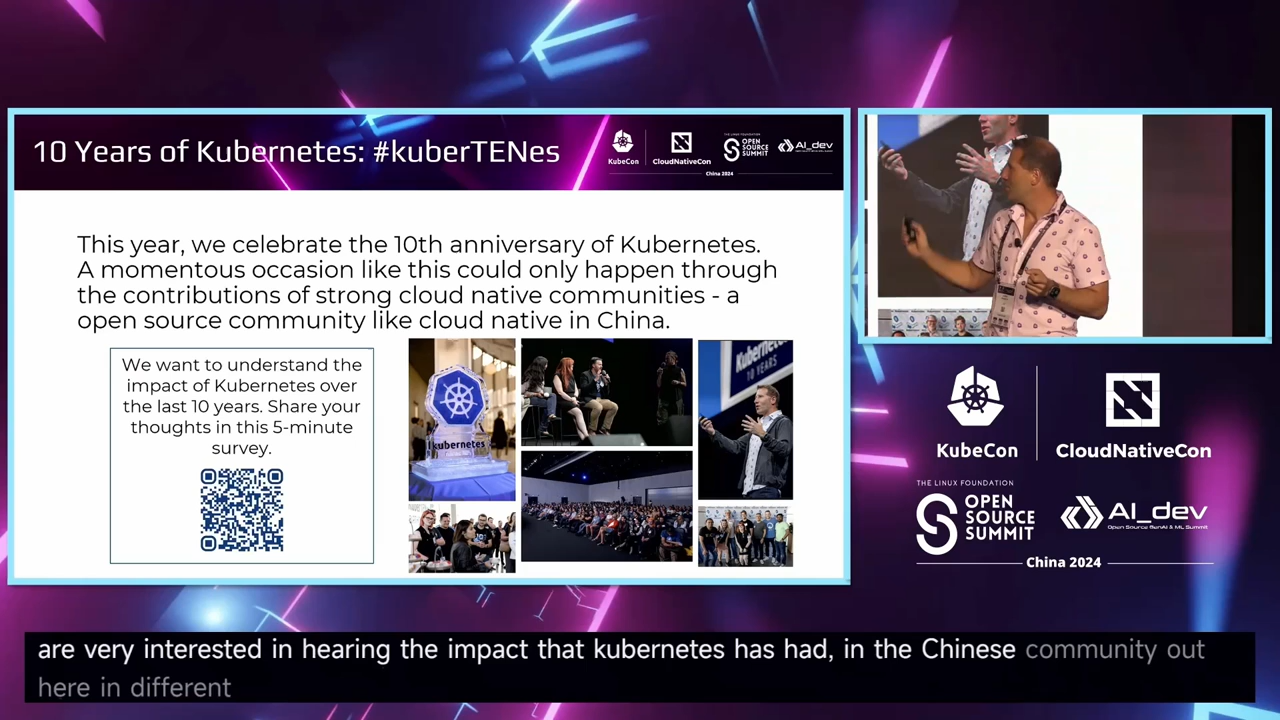 10 Years of Kubernetes: #kuberTENes
KubeCon
CloudNativeCon
THE LINUX FOUNDATION
OPEN
SOURCE
SUMMIT
AI_dev
China 2024
This year, we celebrate the 10th anniversary of Kubernetes.
A momentous occasion like this could only happen through
the contributions of strong cloud native communities - a
open source community like cloud native in China.
We want to understand the
impact of Kubernetes over
the last 10 years. Share your
thoughts in this 5-minute
survey.
kubernetes
Kubernetes
10 YEARS
KubeCon
CloudNativeCon
THE LINUX FOUNDATION
OPEN
SOURCE
SUMMIT
AI_dev
Open Source GenAI & ML Summit
China 2024
are very interested in hearing the impact that kubernetes has had, in the Chinese community out
here in different